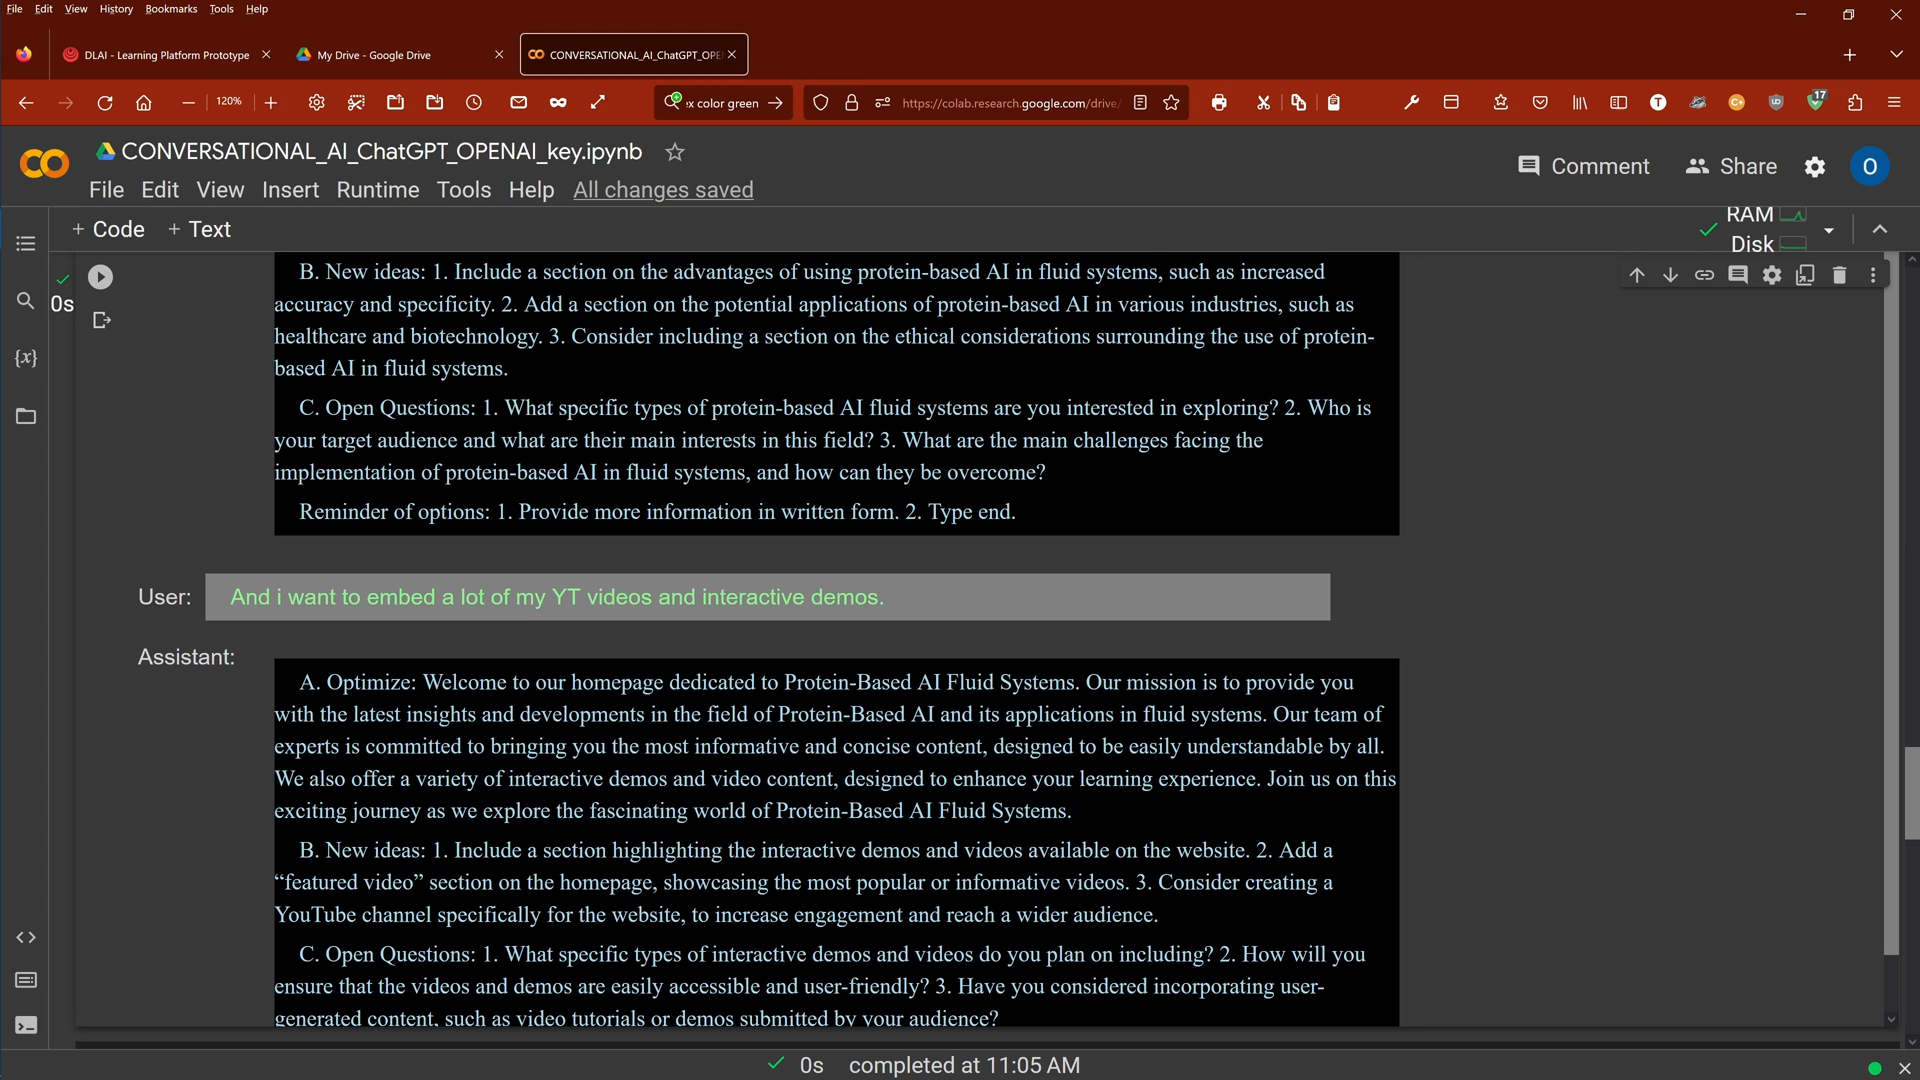 File Edit View History Bookmarks Tools Help
DLAI - Learning Platform Prototype
My Drive - Google Drive
CONVERSATIONAL_AI_ChatGPT_OPE
120%
x color green
https://colab.research.google.com/drive/
17
CONVERSATIONAL_AI_ChatGPT_OPENAI_key.ipynb
File Edit View Insert Runtime Tools Help All changes saved
Comment
Share
O
+ Code + Text
RAM
Disk
0s
B. New ideas: 1. Include a section on the advantages of using protein-based AI in fluid systems, such as increased
accuracy and specificity. 2. Add a section on the potential applications of protein-based AI in various industries, such as
healthcare and biotechnology. 3. Consider including a section on the ethical considerations surrounding the use of protein-
based AI in fluid systems.
C. Open Questions: 1. What specific types of protein-based AI fluid systems are you interested in exploring? 2. Who is
your target audience and what are their main interests in this field? 3. What are the main challenges facing the
implementation of protein-based AI in fluid systems, and how can they be overcome?
Reminder of options: 1. Provide more information in written form. 2. Type end.
User: And i want to embed a lot of my YT videos and interactive demos.
Assistant:
A. Optimize: Welcome to our homepage dedicated to Protein-Based AI Fluid Systems. Our mission is to provide you
with the latest insights and developments in the field of Protein-Based AI and its applications in fluid systems. Our team of
experts is committed to bringing you the most informative and concise content, designed to be easily understandable by all.
We also offer a variety of interactive demos and video content, designed to enhance your learning experience. Join us on this
exciting journey as we explore the fascinating world of Protein-Based AI Fluid Systems.
B. New ideas: 1. Include a section highlighting the interactive demos and videos available on the website. 2. Add a
“featured video” section on the homepage, showcasing the most popular or informative videos. 3. Consider creating a
YouTube channel specifically for the website, to increase engagement and reach a wider audience.
C. Open Questions: 1. What specific types of interactive demos and videos do you plan on including? 2. How will you
ensure that the videos and demos are easily accessible and user-friendly? 3. Have you considered incorporating user-
generated content, such as video tutorials or demos submitted by your audience?
0s completed at 11:05 AM